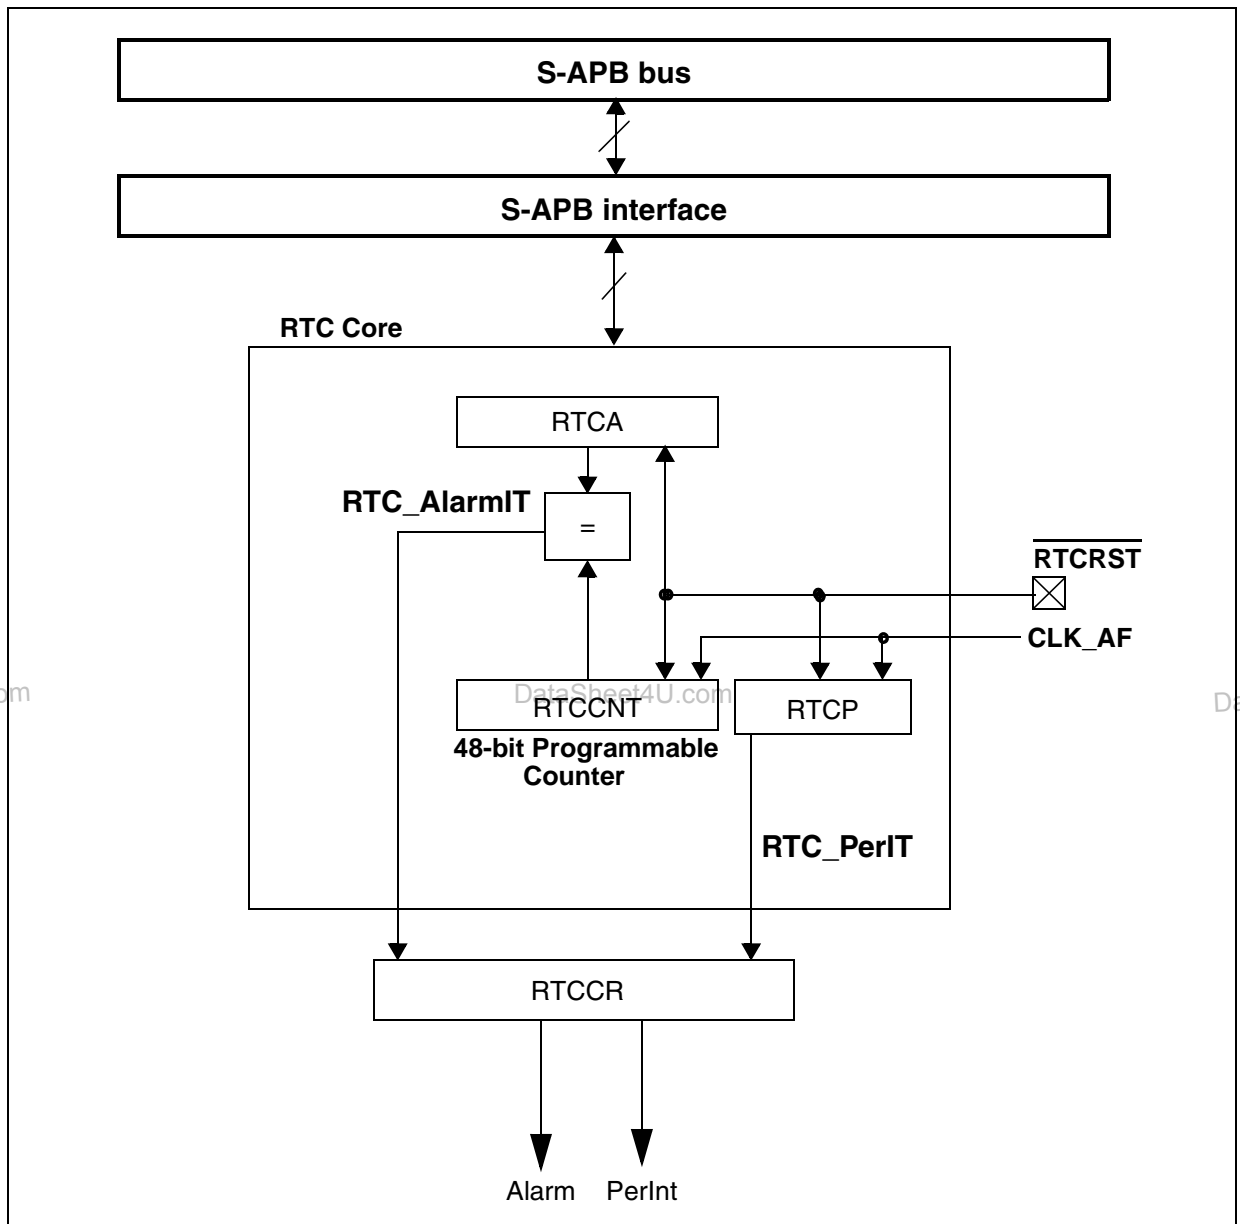 S-APB bus
S-APB interface
RTC Core
RTCA
RTC_AlarmIT
=
RTCRST
CLK_AF
om
DataSheet4U.com
Da
RTCCNT
RTCP
48-bit Programmable
Counter
RTC_PerIT
RTCCR
Alarm PerInt